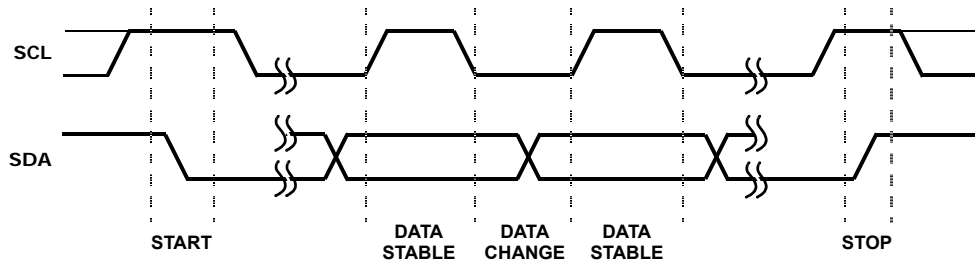 SCL
SDA
START
DATA STABLE
DATA CHANGE
DATA STABLE
STOP